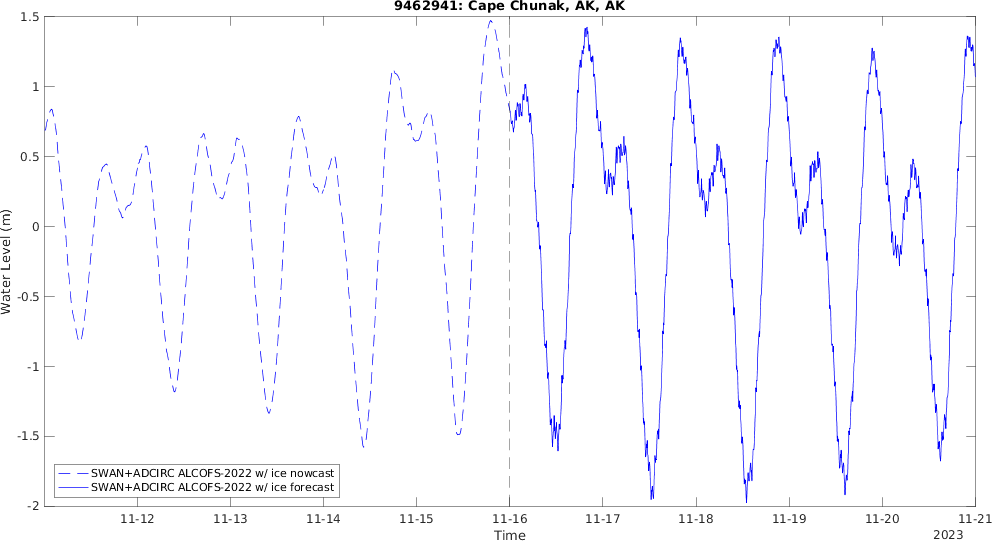 9462941: Cape Chunak, AK, AK
1.5
1
0.5
0
-0.5
-1
-1.5
-2
Water Level (m)
SWAN+ADCIRC ALCOFS-2022 w/ ice nowcast
SWAN+ADCIRC ALCOFS-2022 w/ ice forecast
11-12 11-13 11-14 11-15 11-16 11-17 11-18 11-19 11-20 11-21
Time
2023